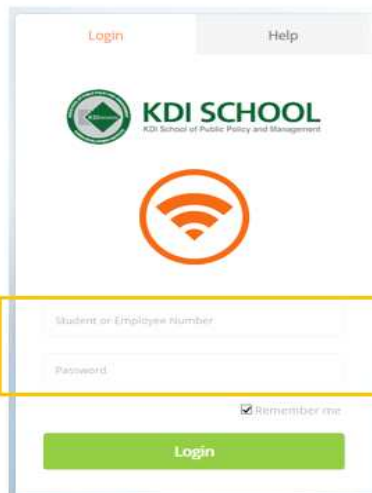 Login Help
KDI SCHOOL
KDI School of Public Policy and Management
Student or Employee Number
Password
Remember me
Login